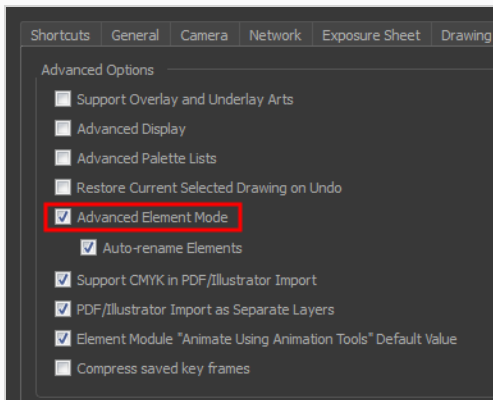 Shortcuts General Camera Network Exposure Sheet Drawing
Advanced Options
Support Overlay and Underlay Arts
Advanced Display
Advanced Palette Lists
Restore Current Selected Drawing on Undo
Advanced Element Mode
Auto-rename Elements
Support CMYK in PDF/Illustrator Import
PDF/Illustrator Import as Separate Layers
Element Module "Animate Using Animation Tools" Default Value
Compress saved key frames